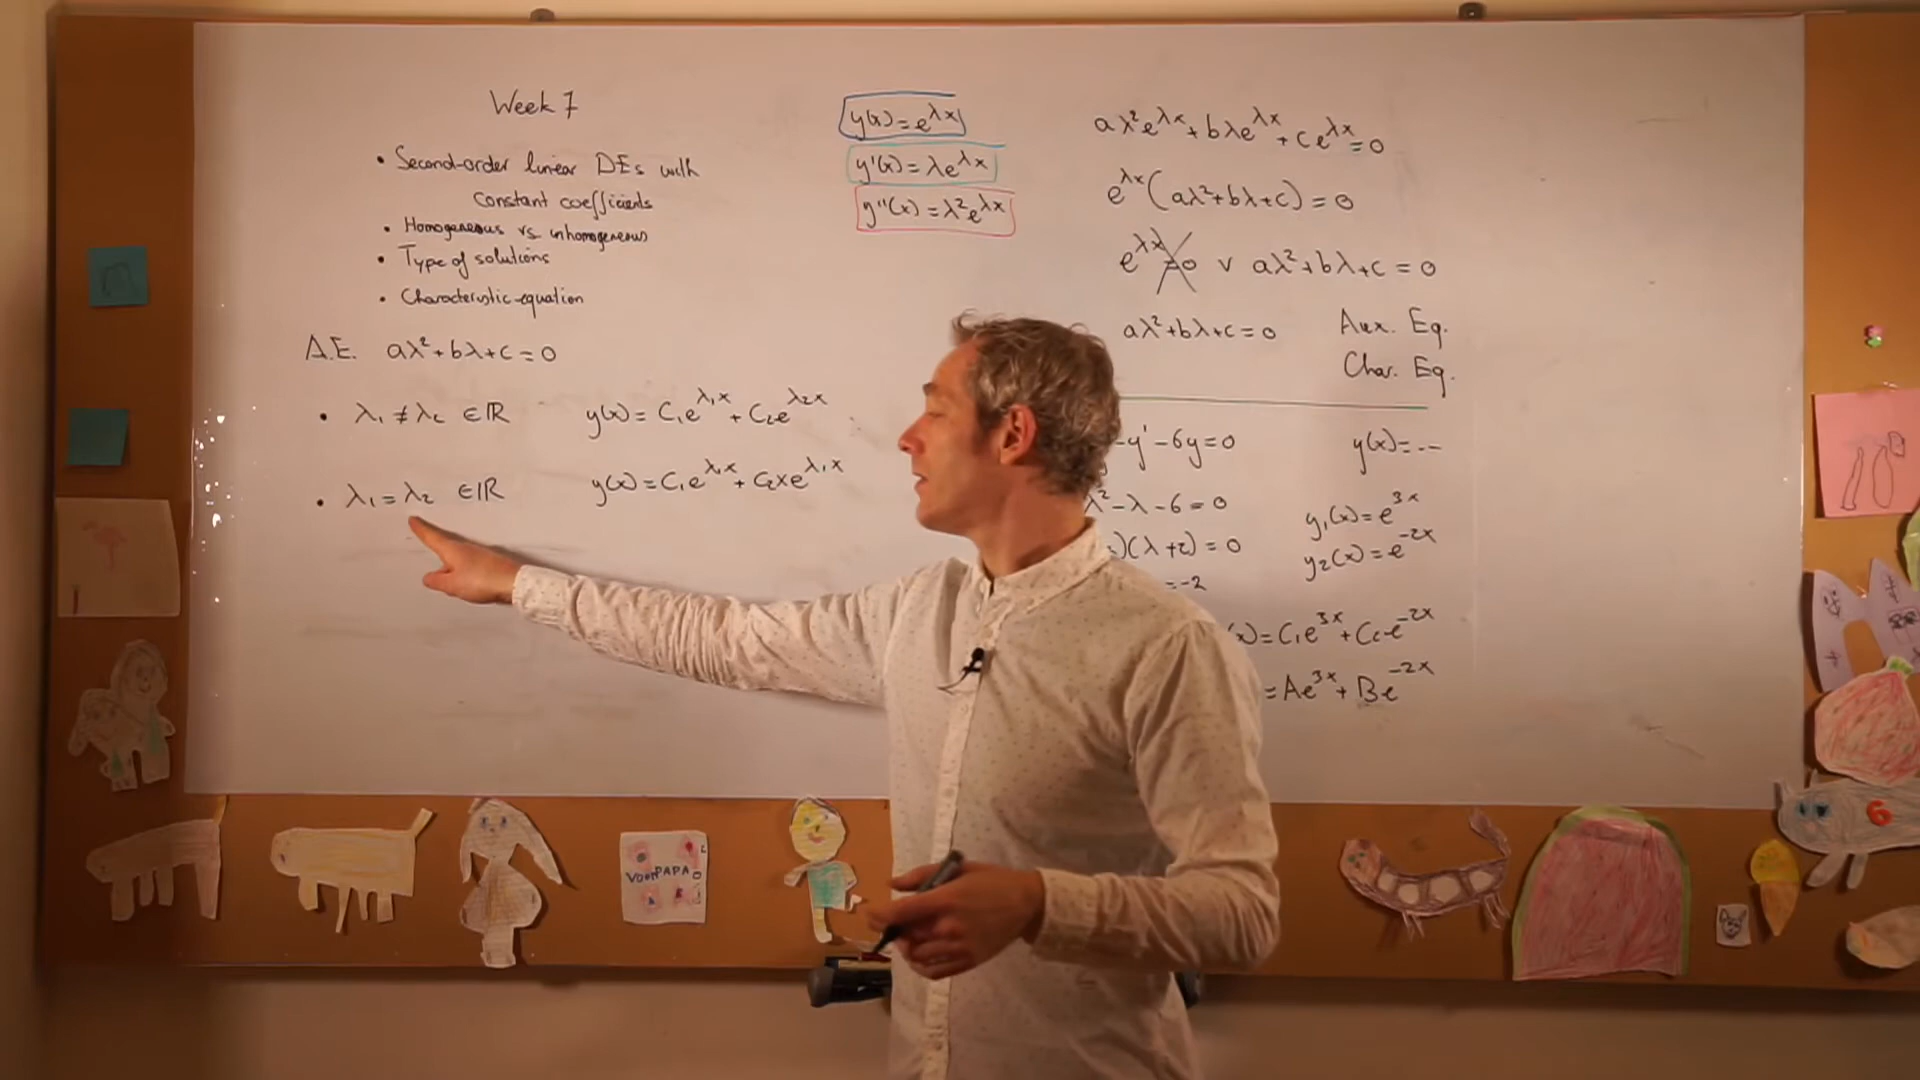 Week 7
• Second-order linear DEs with
constant coefficients
• Homogeneous vs inhomogeneous
• Type of solutions
• Characteristic equation
A.E. aλ²+bλ+c=0
• λ₁ ≠ λ₂ ∈ℝ y(x)=C₁e^λ₁x + C₂e^λ₂x
• λ₁=λ₂ ∈ℝ y(x)=C₁e^λ₁x + C₂xe^λ₁x
y(x)=e^λx
y'(x)=λe^λx
y''(x)=λ²e^λx
aλ²e^λx+bλe^λx+ce^λx=0
e^λx(aλ²+bλ+c)=0
e^λx=0 ∨ aλ²+bλ+c=0
aλ²+bλ+c=0 Aux. Eq.
Char. Eq.
-y'-6y=0 y(x)=...
λ²-λ-6=0
)(λ+2)=0
=-2
y₁(x)=e^3x
y₂(x)=e^-2x
(x)=C₁e^3x+C₂e^-2x
=Ae^3x+Be^-2x
VOOR PAPA
6